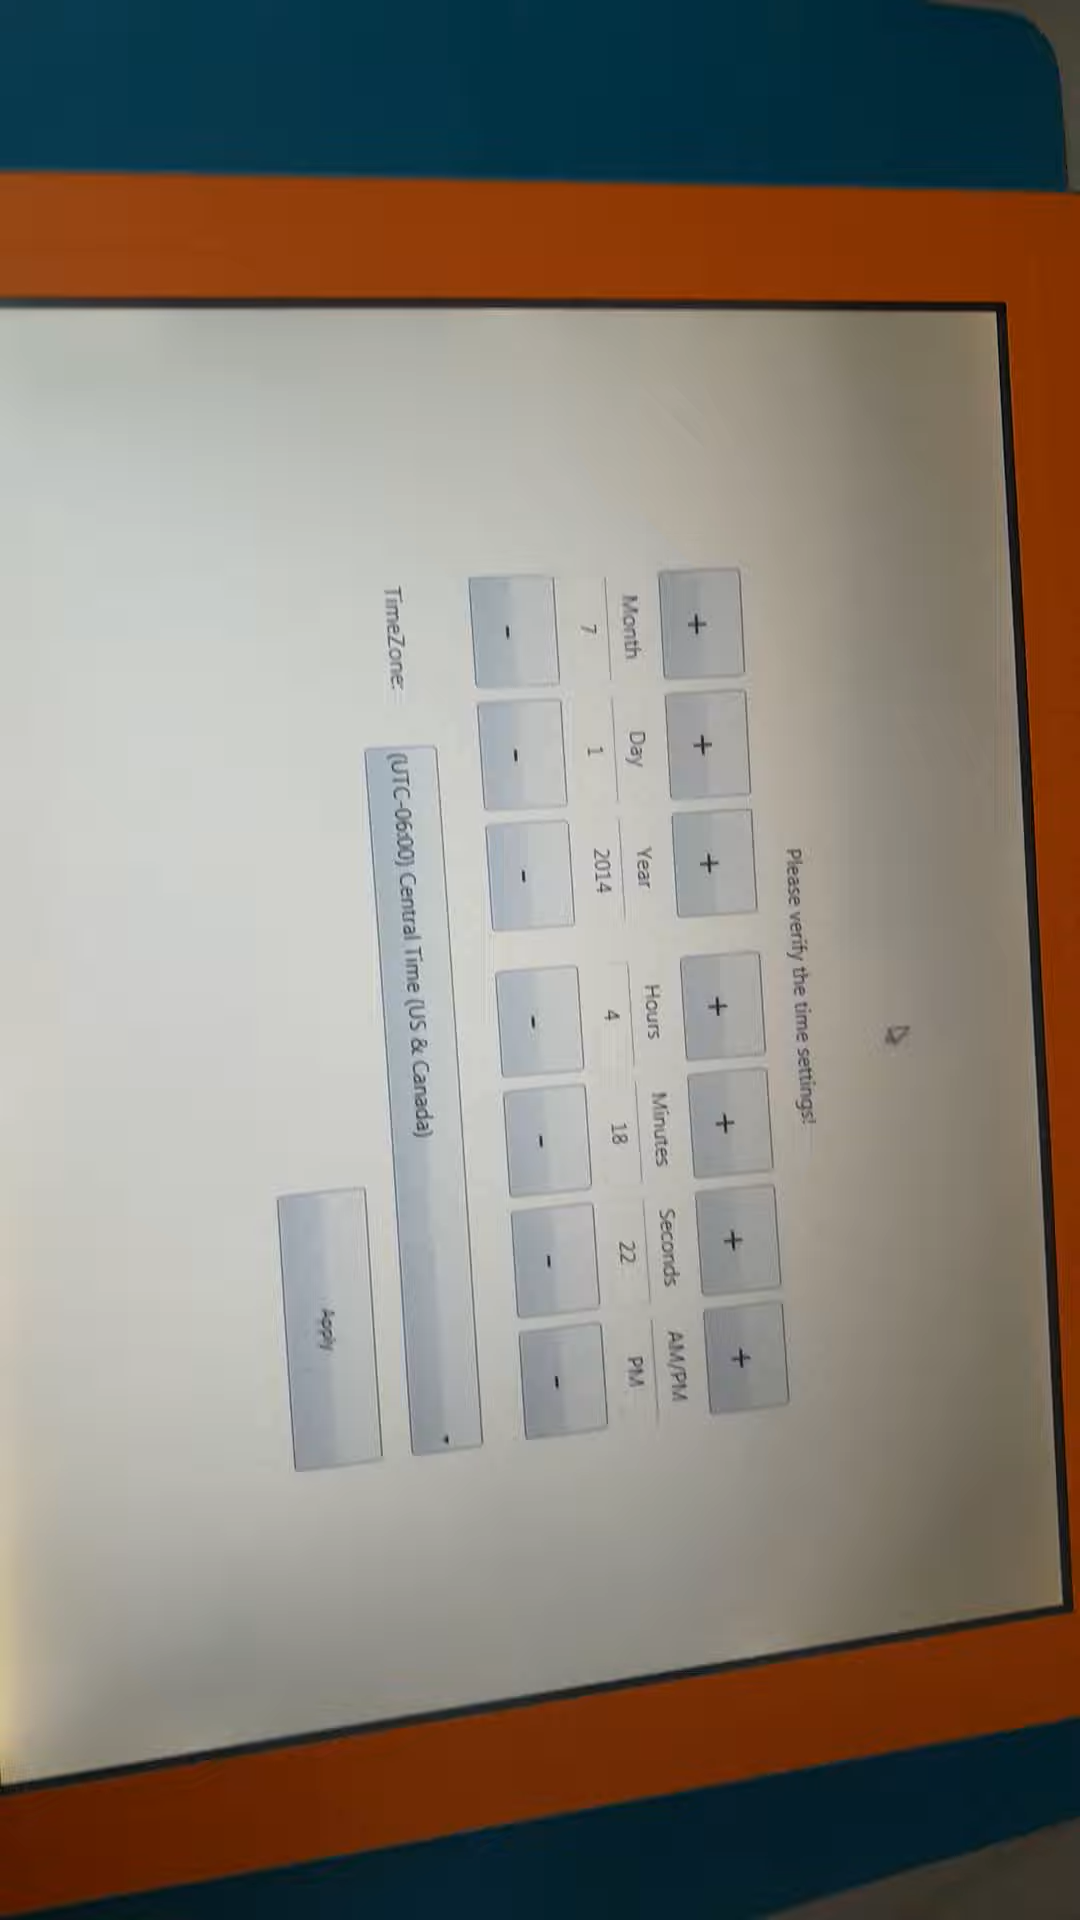 Please verify the time settings!
+ + + + + + +
Month Day Year Hours Minutes Seconds AM/PM
7 1 2014 4 18 22 PM
- - - - - - -
TimeZone: (UTC-06:00) Central Time (US & Canada)
Apply